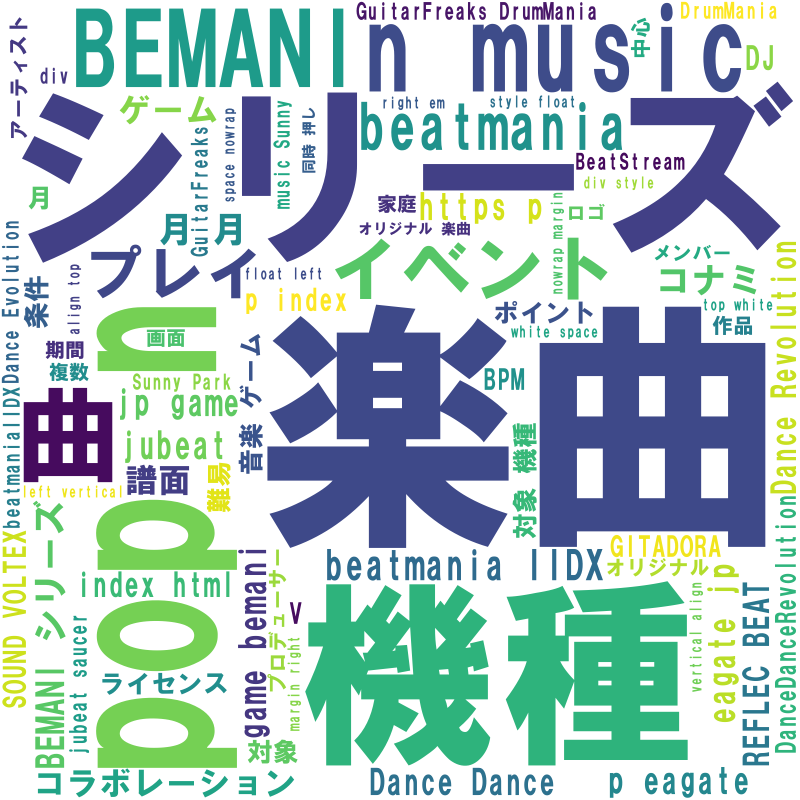 GuitarFreaks DrumMania
DrumMania
BEMANI
n music
DJ
中心
アーティスト
div
ゲーム
GuitarFreaks
space nowrap
music Sunny
right em
同時 押し
style float
beatmania
BeatStream
div style
シリーズ
月
月 月
家庭
https p
ロゴ
オリジナル 楽曲
nowrap margin
メンバー
コナミ
プレイ
イベント
float left
p index
ポイント
top white
white space
作品
条件
align top
Dance Evolution
beatmania IIDX
期間
複数
n
画面
Sunny Park
jp game
音楽 ゲーム
BPM
楽曲
曲
jubeat
譜面
難易
left vertical
対象 機種
Dance Revolution
DanceDanceRevolution
GITADORA
オリジナル
beatmania IIDX
SOUND VOLTEX
BEMANI シリーズ
jubeat saucer
index html
pop
game bemani
プロデューサー
margin right
V
機種
vertical align
eagate jp
REFLEC BEAT
ライセンス
対象
コラボレーション
Dance Dance
p eagate